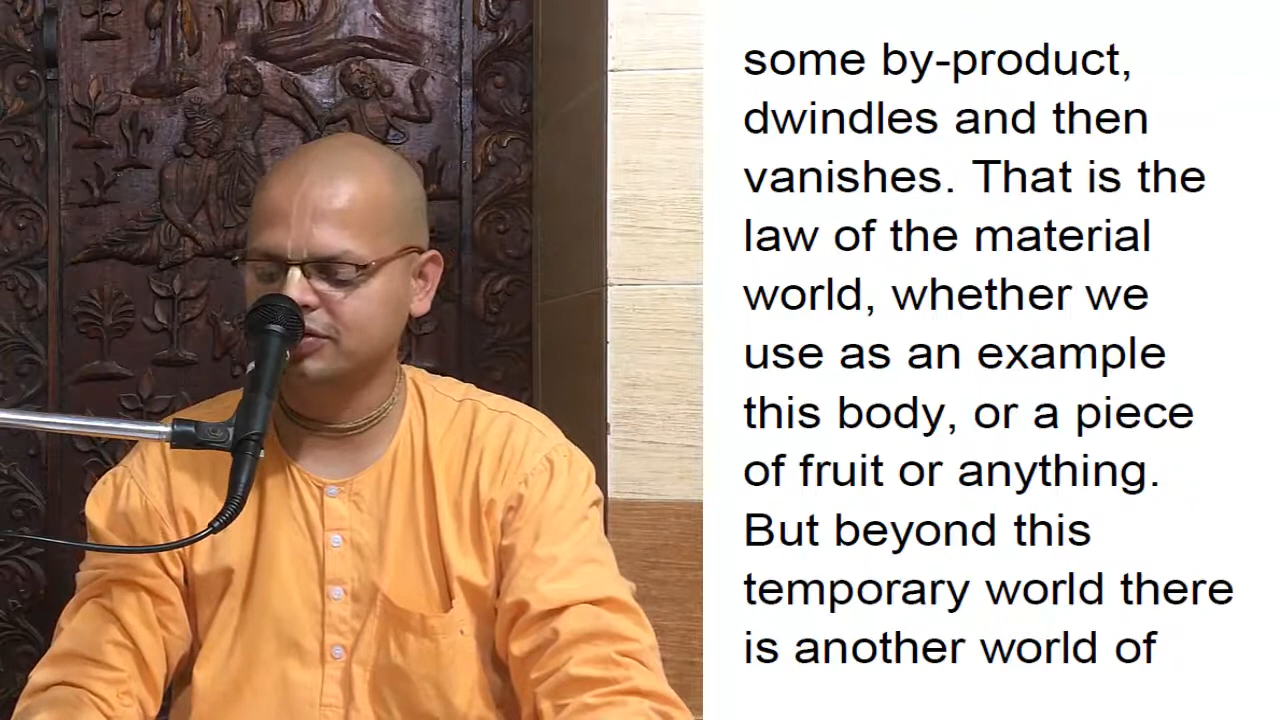 some by-product,
dwindles and then
vanishes. That is the
law of the material
world, whether we
use as an example
this body, or a piece
of fruit or anything.
But beyond this
temporary world there
is another world of